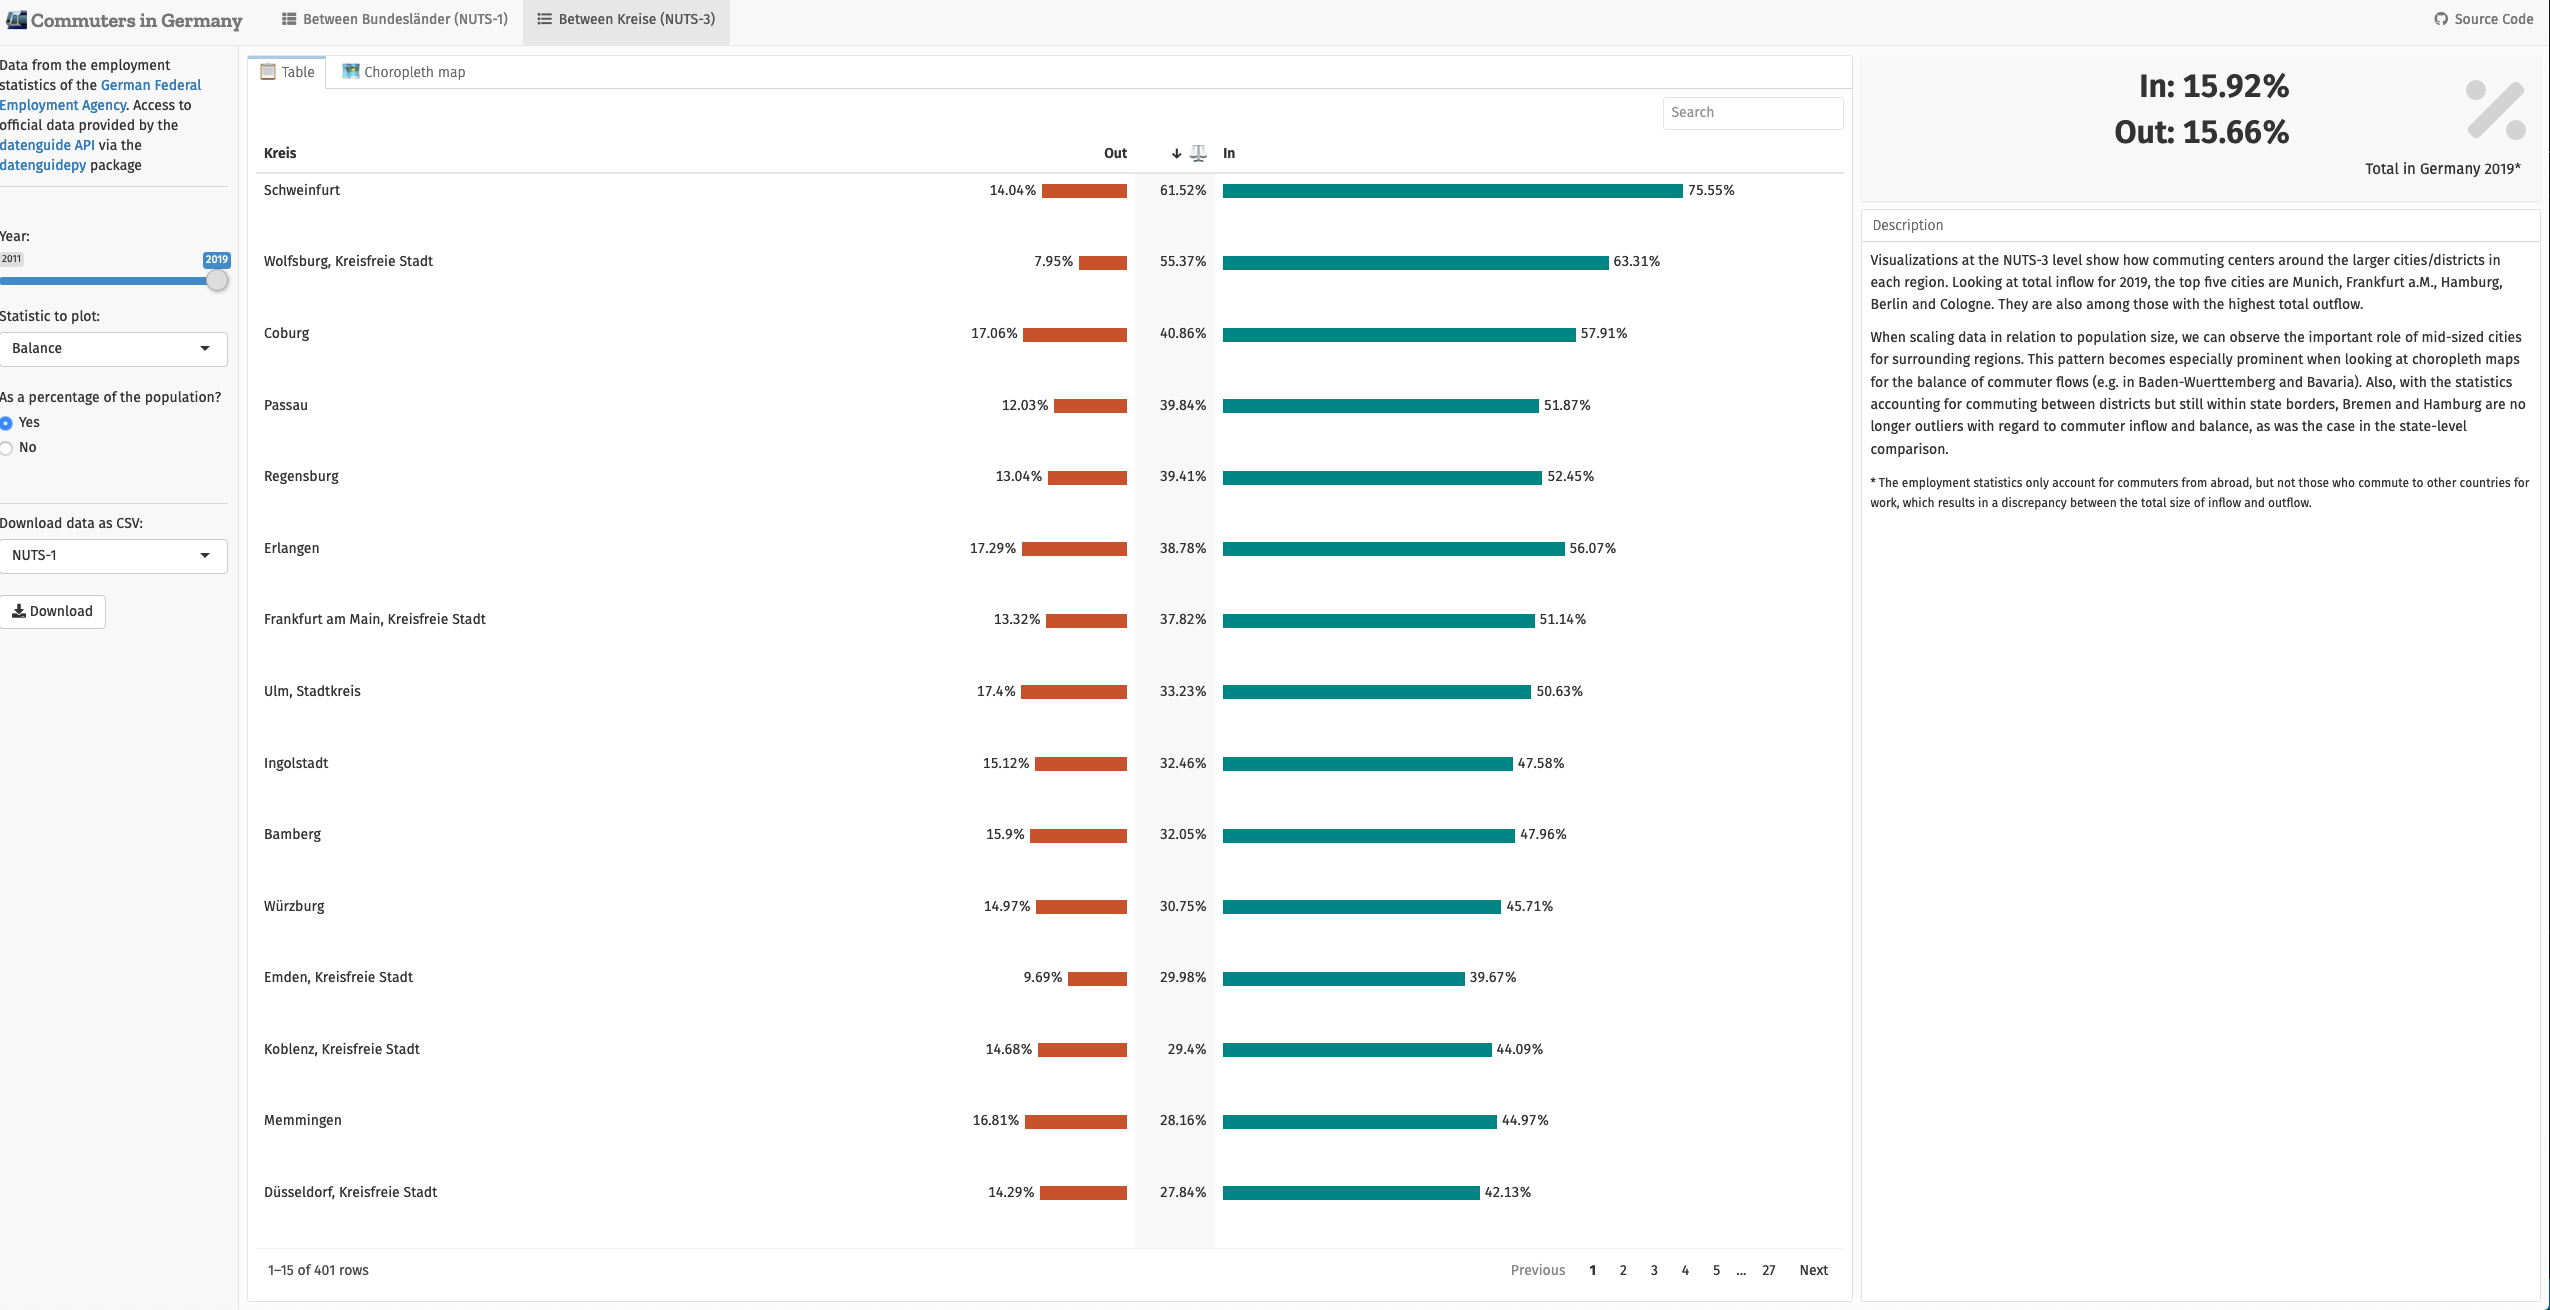 Commuters in Germany
Between Bundesländer (NUTS-1)
Between Kreise (NUTS-3)
Source Code
Data from the employment
statistics of the German Federal
Employment Agency. Access to
official data provided by the
datenguide API via the
datenguidepy package
Year:
2011
2019
Statistic to plot:
Balance
As a percentage of the population?
Yes
No
Download data as CSV:
NUTS-1
Download
Table
Choropleth map
Search
Kreis Out ↓ In
Schweinfurt 14.04% 61.52% 75.55%
Wolfsburg, Kreisfreie Stadt 7.95% 55.37% 63.31%
Coburg 17.06% 40.86% 57.91%
Passau 12.03% 39.84% 51.87%
Regensburg 13.04% 39.41% 52.45%
Erlangen 17.29% 38.78% 56.07%
Frankfurt am Main, Kreisfreie Stadt 13.32% 37.82% 51.14%
Ulm, Stadtkreis 17.4% 33.23% 50.63%
Ingolstadt 15.12% 32.46% 47.58%
Bamberg 15.9% 32.05% 47.96%
Würzburg 14.97% 30.75% 45.71%
Emden, Kreisfreie Stadt 9.69% 29.98% 39.67%
Koblenz, Kreisfreie Stadt 14.68% 29.4% 44.09%
Memmingen 16.81% 28.16% 44.97%
Düsseldorf, Kreisfreie Stadt 14.29% 27.84% 42.13%
1–15 of 401 rows
Previous 1 2 3 4 5 ... 27 Next
In: 15.92%
Out: 15.66%
Total in Germany 2019*
Description
Visualizations at the NUTS-3 level show how commuting centers around the larger cities/districts in
each region. Looking at total inflow for 2019, the top five cities are Munich, Frankfurt a.M., Hamburg,
Berlin and Cologne. They are also among those with the highest total outflow.
When scaling data in relation to population size, we can observe the important role of mid-sized cities
for surrounding regions. This pattern becomes especially prominent when looking at choropleth maps
for the balance of commuter flows (e.g. in Baden-Wuerttemberg and Bavaria). Also, with the statistics
accounting for commuting between districts but still within state borders, Bremen and Hamburg are no
longer outliers with regard to commuter inflow and balance, as was the case in the state-level
comparison.
* The employment statistics only account for commuters from abroad, but not those who commute to other countries for
work, which results in a discrepancy between the total size of inflow and outflow.